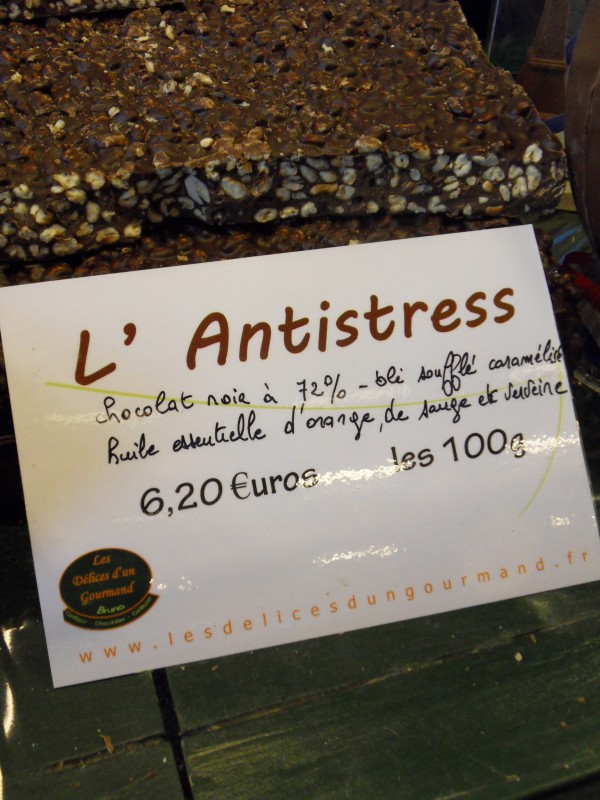 L' Antistress
chocolat noir à 72% - blé soufflé caramélisé
huile essentielle d'orange, de sauge et verveine
6,20 €uros les 100g
Les
Délices d'un
Gourmand
Bruno
www.lesdelicesdungourmand.fr